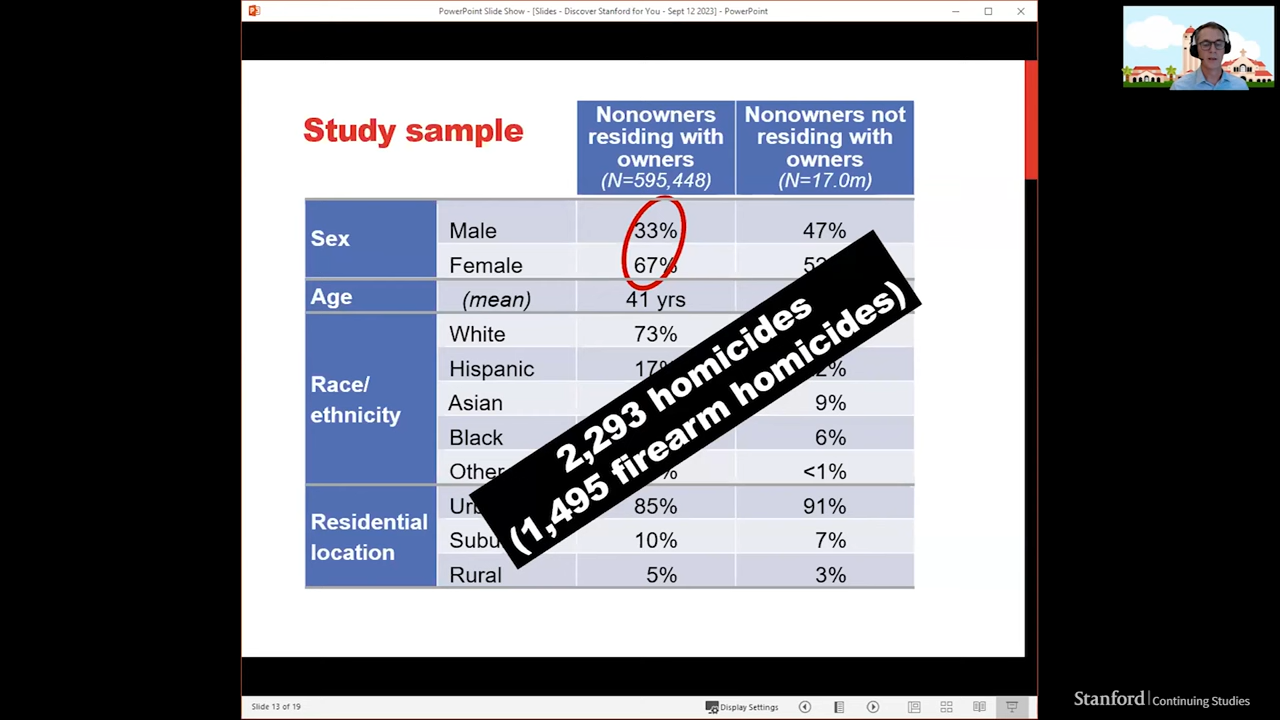 PowerPoint Slide Show - [Slides - Discover Stanford for You - Sept 12 2023] - PowerPoint
Study sample
Nonowners residing with owners (N=595,448)
Nonowners not residing with owners (N=17.0m)
Sex
Male 33% 47%
Female 67%
Age (mean) 41 yrs
Race/ ethnicity
White 73%
Hispanic
Asian 9%
Black 6%
Other <1%
Residential location
85% 91%
10% 7%
Rural 5% 3%
2,293 homicides
(1,495 firearm homicides)
Slide 13 of 19
Display Settings
Stanford | Continuing Studies